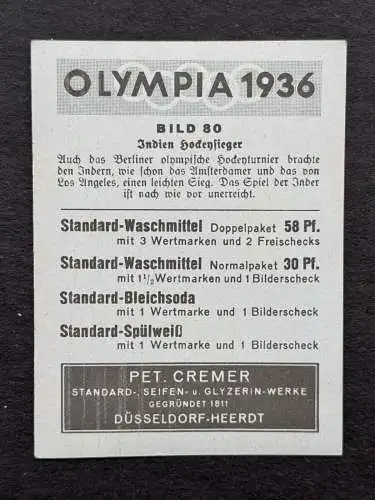 OLYMPIA 1936
BILD 80
Indien Hockeysieger
Auch das Berliner olympische Hockeyturnier brachte
den Indern, wie schon das Amsterdamer und das von
Los Angeles, einen leichten Sieg. Das Spiel der Inder
ist nach wie vor unerreicht.
Standard-Waschmittel Doppelpaket 58 Pf.
mit 3 Wertmarken und 2 Freischecks
Standard-Waschmittel Normalpaket 30 Pf.
mit 1½ Wertmarken und 1 Bilderscheck
Standard-Bleichsoda
mit 1 Wertmarke und 1 Bilderscheck
Standard-Spülweiß
mit 1 Wertmarke und 1 Bilderscheck
PET. CREMER
STANDARD-, SEIFEN- u. GLYZERIN-WERKE
GEGRÜNDET 1811
DÜSSELDORF-HEERDT